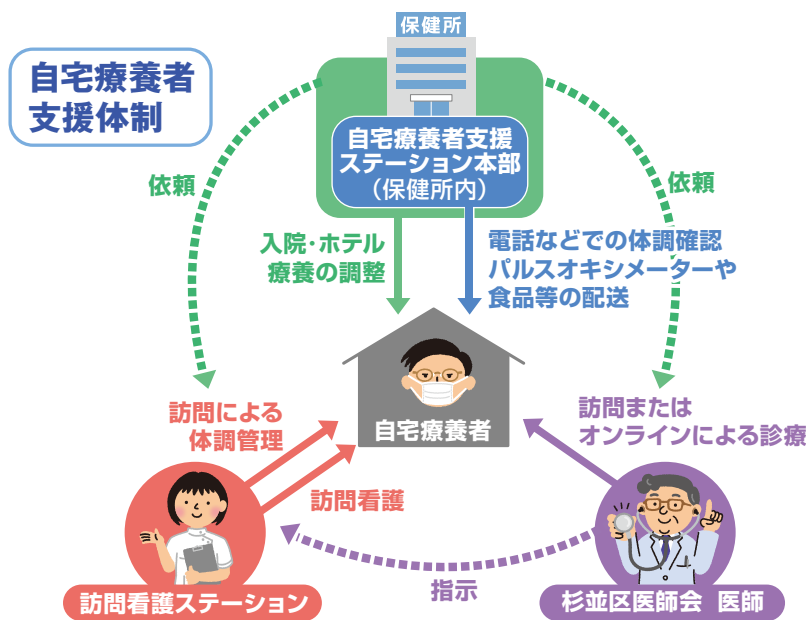 保健所
自宅療養者
支援体制
自宅療養者支援
ステーション本部
（保健所内）
依頼
依頼
入院・ホテル
療養の調整
電話などでの体調確認
パルスオキシメーターや
食品等の配送
自宅療養者
訪問による
体調管理
訪問看護
訪問または
オンラインによる診療
指示
訪問看護ステーション
杉並区医師会 医師